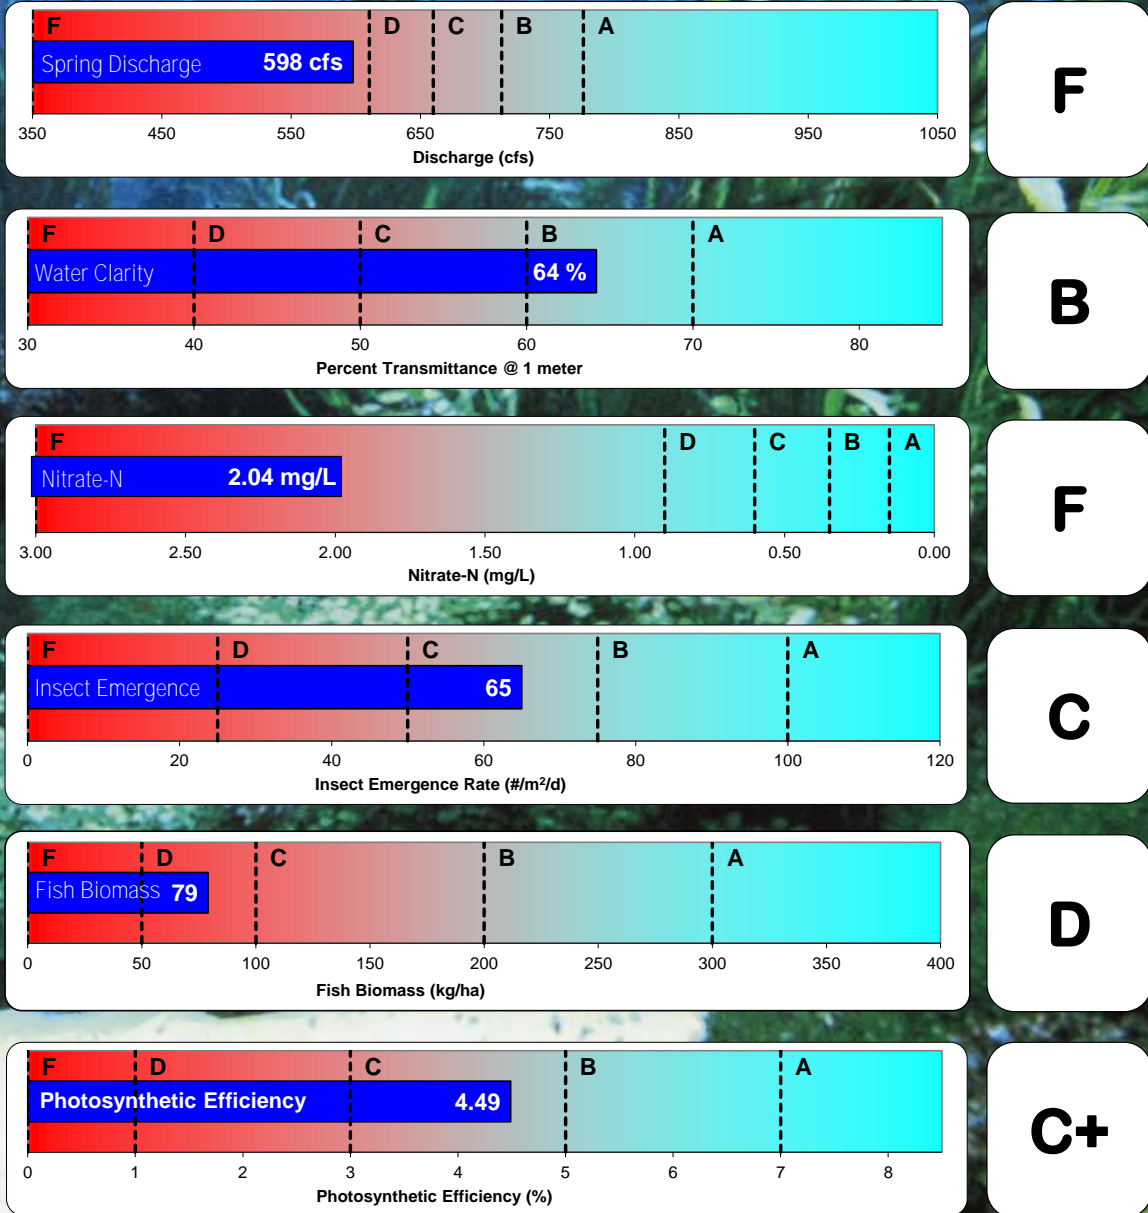 F D C B A
Spring Discharge 598 cfs
350 450 550 650 750 850 950 1050
Discharge (cfs)
F
F D C B A
Water Clarity 64 %
30 40 50 60 70 80
Percent Transmittance @ 1 meter
B
F D C B A
Nitrate-N 2.04 mg/L
3.00 2.50 2.00 1.50 1.00 0.50 0.00
Nitrate-N (mg/L)
F
F D C B A
Insect Emergence 65
0 20 40 60 80 100 120
Insect Emergence Rate (#/m²/d)
C
F D C B A
Fish Biomass 79
0 50 100 150 200 250 300 350 400
Fish Biomass (kg/ha)
D
F D C B A
Photosynthetic Efficiency 4.49
0 1 2 3 4 5 6 7 8
Photosynthetic Efficiency (%)
C+